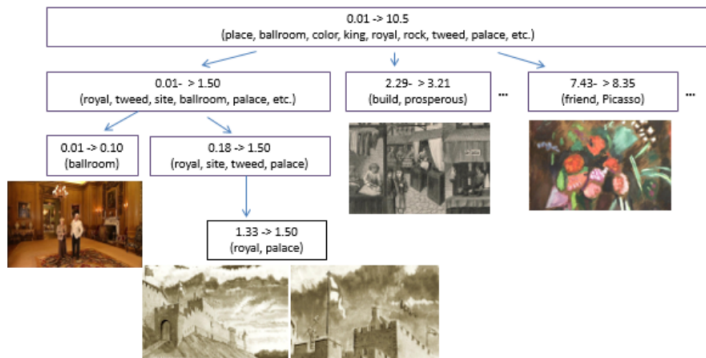 0.01 -> 10.5
(place, ballroom, color, king, royal, rock, tweed, palace, etc.)
0.01- > 1.50
(royal, tweed, site, ballroom, palace, etc.)
2.29- > 3.21
(build, prosperous)
...
7.43- > 8.35
(friend, Picasso)
...
0.01 -> 0.10
(ballroom)
0.18 -> 1.50
(royal, site, tweed, palace)
1.33 -> 1.50
(royal, palace)